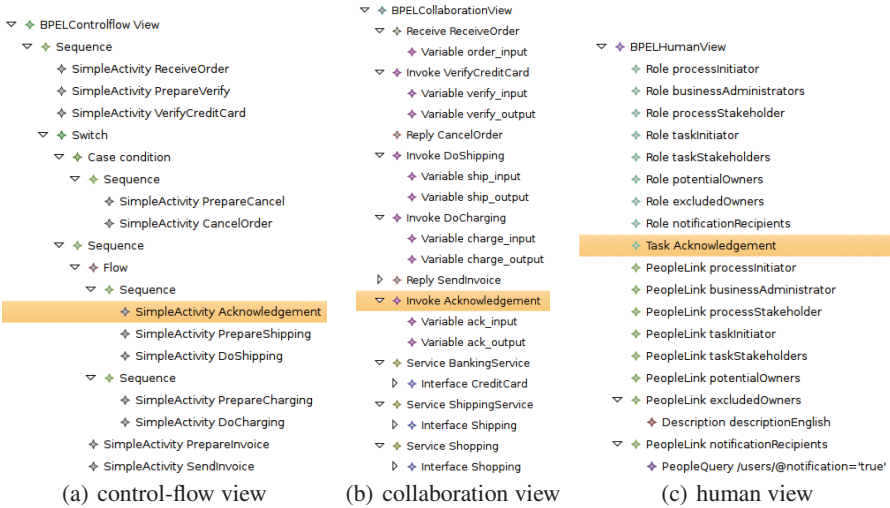 BPELControlflow View
Sequence
SimpleActivity ReceiveOrder
SimpleActivity PrepareVerify
SimpleActivity VerifyCreditCard
Switch
Case condition
Sequence
SimpleActivity PrepareCancel
SimpleActivity CancelOrder
Sequence
Flow
Sequence
SimpleActivity Acknowledgement
SimpleActivity PrepareShipping
SimpleActivity DoShipping
Sequence
SimpleActivity PrepareCharging
SimpleActivity DoCharging
SimpleActivity PrepareInvoice
SimpleActivity SendInvoice
(a) control-flow view
BPELCollaborationView
Receive ReceiveOrder
Variable order_input
Invoke VerifyCreditCard
Variable verify_input
Variable verify_output
Reply CancelOrder
Invoke DoShipping
Variable ship_input
Variable ship_output
Invoke DoCharging
Variable charge_input
Variable charge_output
Reply SendInvoice
Invoke Acknowledgement
Variable ack_input
Variable ack_output
Service BankingService
Interface CreditCard
Service ShippingService
Interface Shipping
Service Shopping
Interface Shopping
(b) collaboration view
BPELHumanView
Role processInitiator
Role businessAdministrators
Role processStakeholder
Role taskInitiator
Role taskStakeholders
Role potentialOwners
Role excludedOwners
Role notificationRecipients
Task Acknowledgement
PeopleLink processInitiator
PeopleLink businessAdministrator
PeopleLink processStakeholder
PeopleLink taskInitiator
PeopleLink taskStakeholders
PeopleLink potentialOwners
PeopleLink excludedOwners
Description descriptionEnglish
PeopleLink notificationRecipients
PeopleQuery /users/@notification='true'
(c) human view